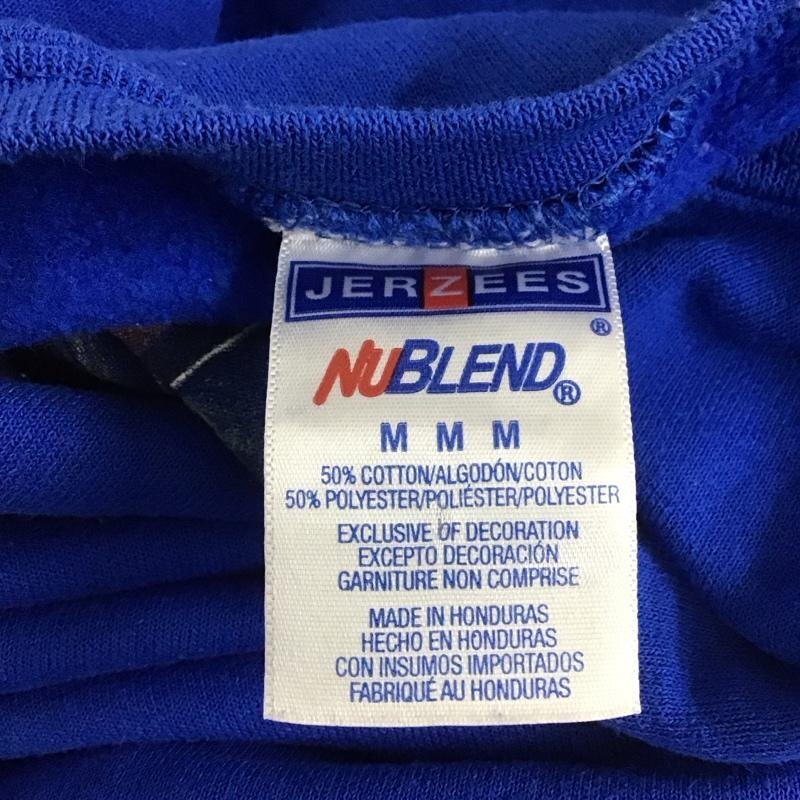 JERZEES
®
NUBLEND®
M M M
50% COTTON/ALGODÓN/COTON
50% POLYESTER/POLIÉSTER/POLYESTER
EXCLUSIVE OF DECORATION
EXCEPTO DECORACIÓN
GARNITURE NON COMPRISE
MADE IN HONDURAS
HECHO EN HONDURAS
CON INSUMOS IMPORTADOS
FABRIQUÉ AU HONDURAS